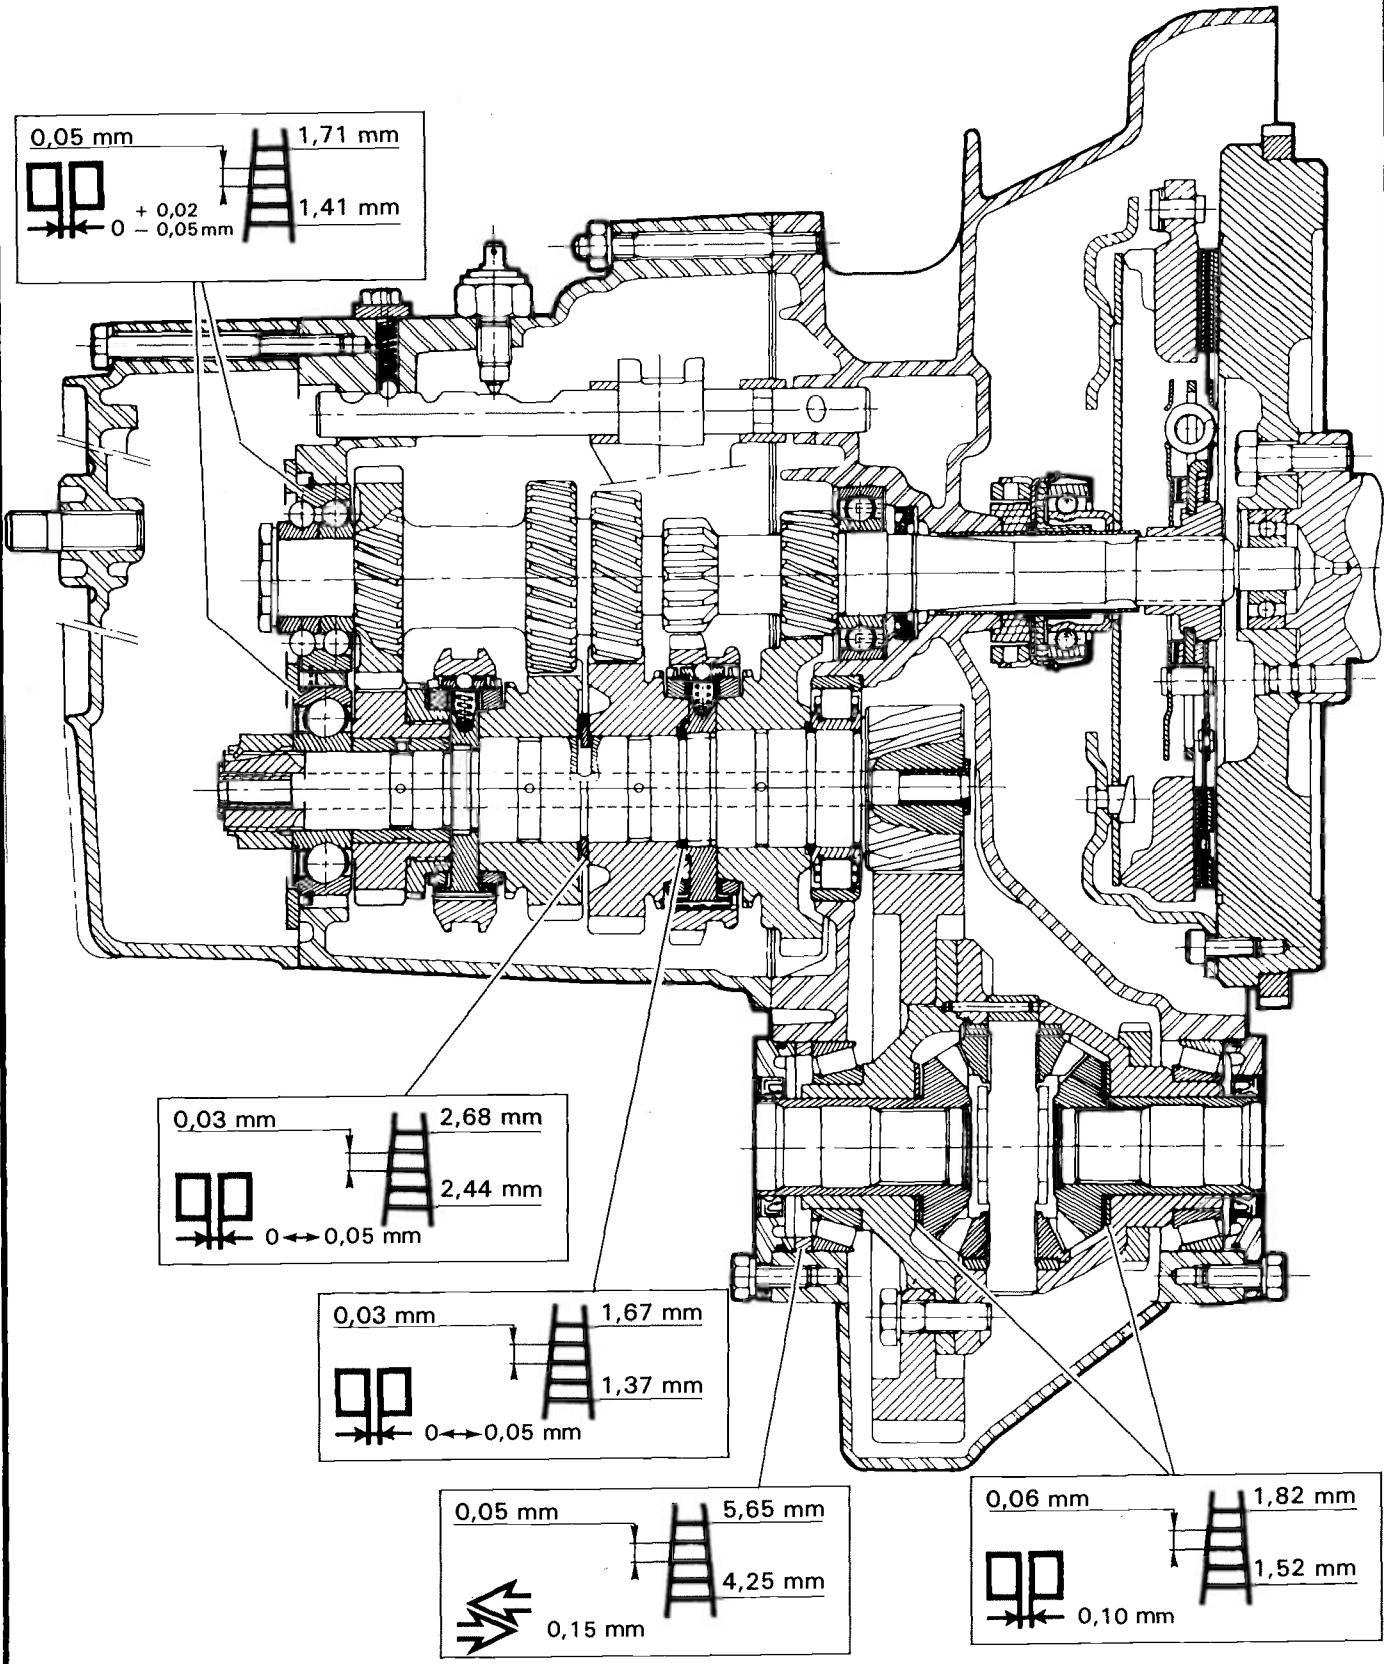 0,05 mm
1,71 mm
+ 0,02
0 − 0,05 mm
1,41 mm
0,03 mm
2,68 mm
2,44 mm
0↔0,05 mm
0,03 mm
1,67 mm
1,37 mm
0↔0,05 mm
0,05 mm
5,65 mm
4,25 mm
0,15 mm
0,06 mm
1,82 mm
1,52 mm
0,10 mm